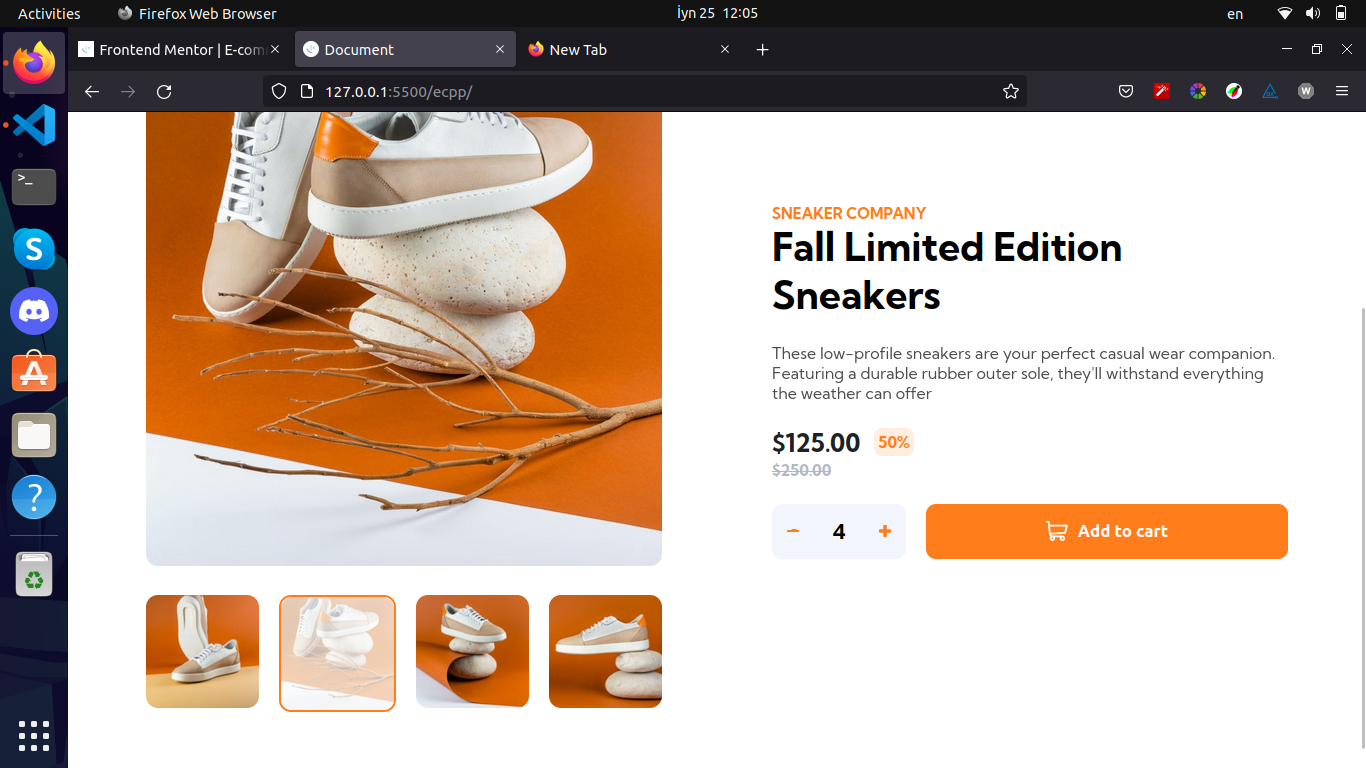 Activities
Firefox Web Browser
İyn 25 12:05
en
Frontend Mentor | E-com
Document
New Tab
127.0.0.1:5500/ecpp/
W
>_
S
A
?
SNEAKER COMPANY
Fall Limited Edition
Sneakers
These low-profile sneakers are your perfect casual wear companion.
Featuring a durable rubber outer sole, they'll withstand everything
the weather can offer
$125.00 50%
$250.00
− 4 +
Add to cart